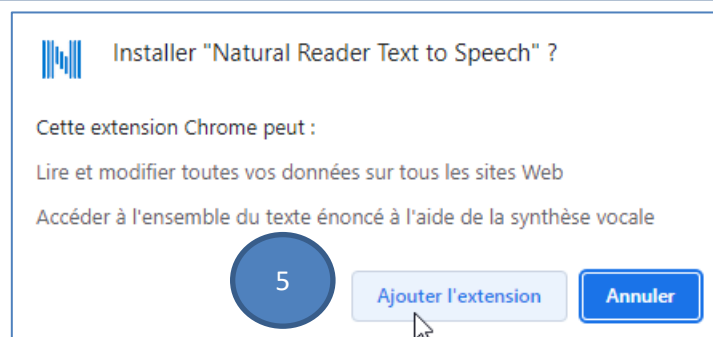 Installer "Natural Reader Text to Speech" ?
Cette extension Chrome peut :
Lire et modifier toutes vos données sur tous les sites Web
Accéder à l'ensemble du texte énoncé à l'aide de la synthèse vocale
5
Ajouter l'extension
Annuler